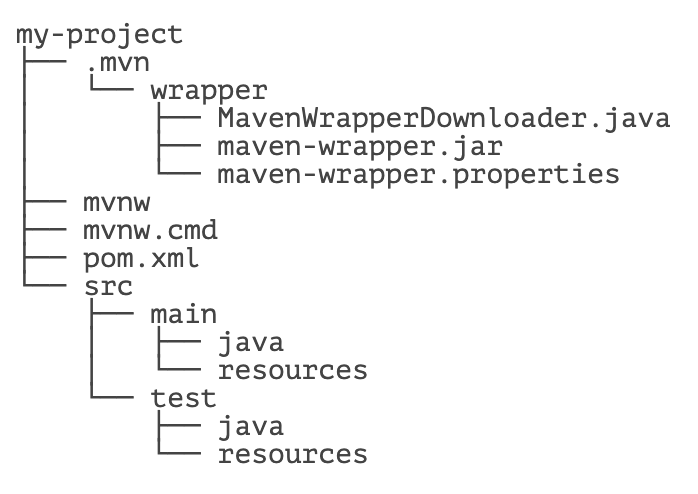 my-project
├── .mvn
│   └── wrapper
│       ├── MavenWrapperDownloader.java
│       ├── maven-wrapper.jar
│       └── maven-wrapper.properties
├── mvnw
├── mvnw.cmd
├── pom.xml
└── src
    ├── main
    │   ├── java
    │   └── resources
    └── test
        ├── java
        └── resources